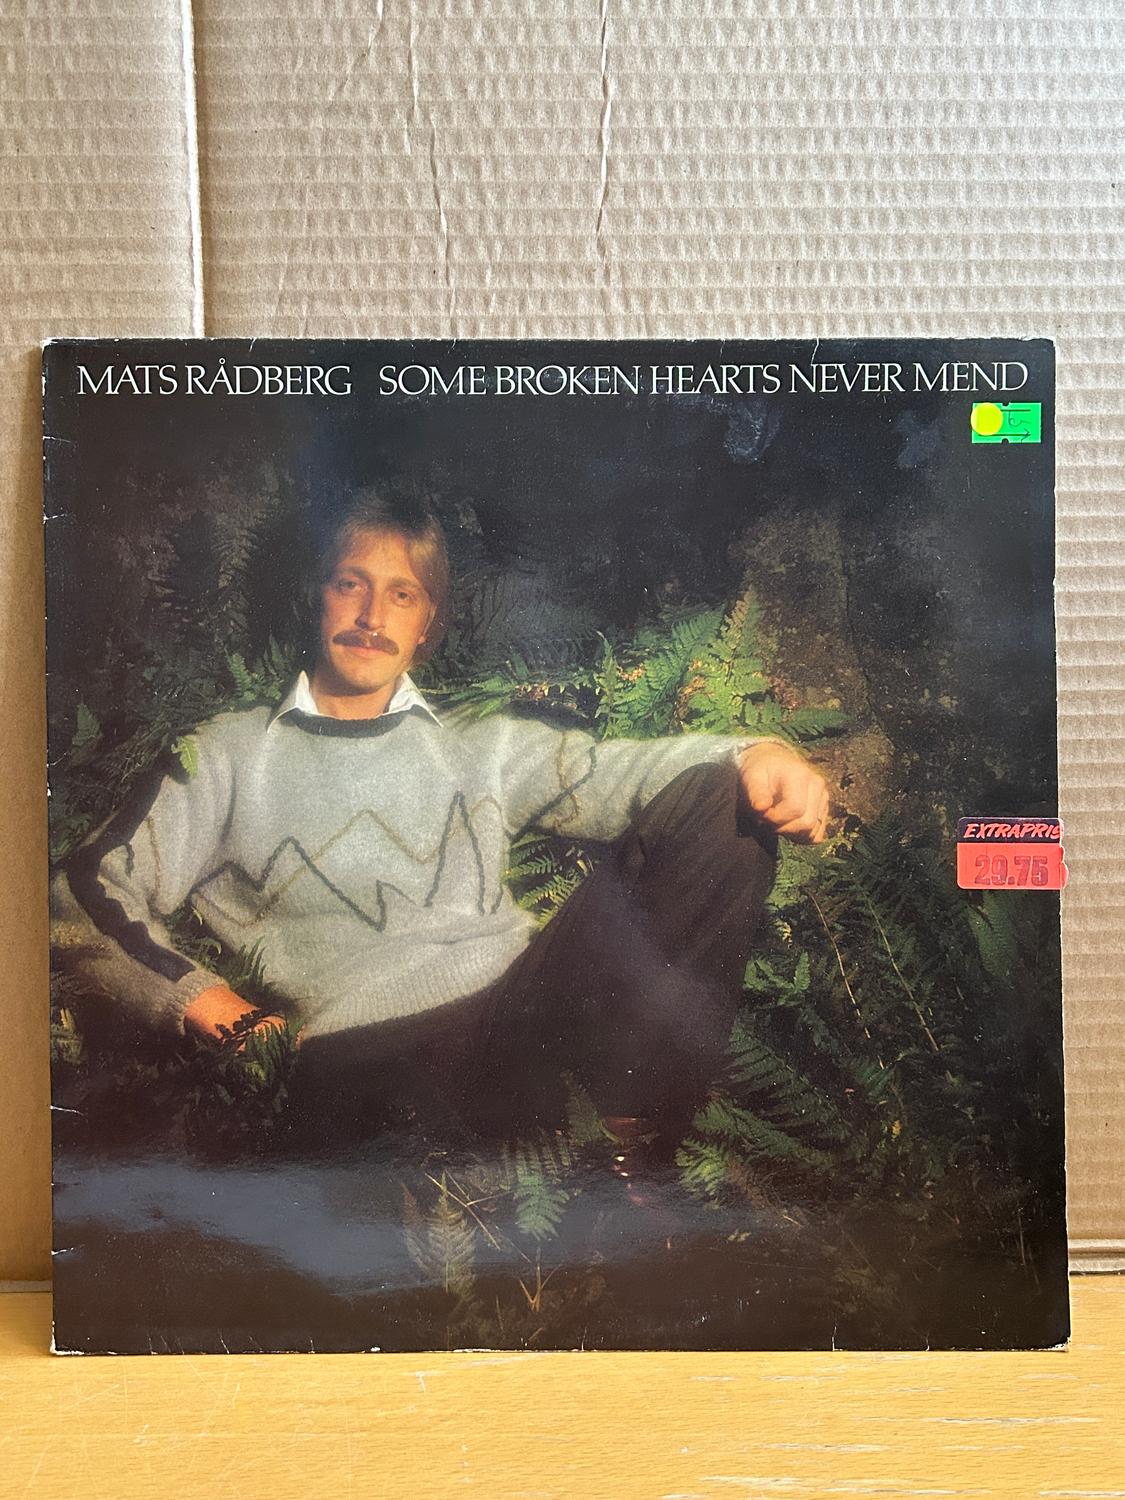 MATS RÅDBERG SOME BROKEN HEARTS NEVER MEND
EXTRAPRIS
29.75